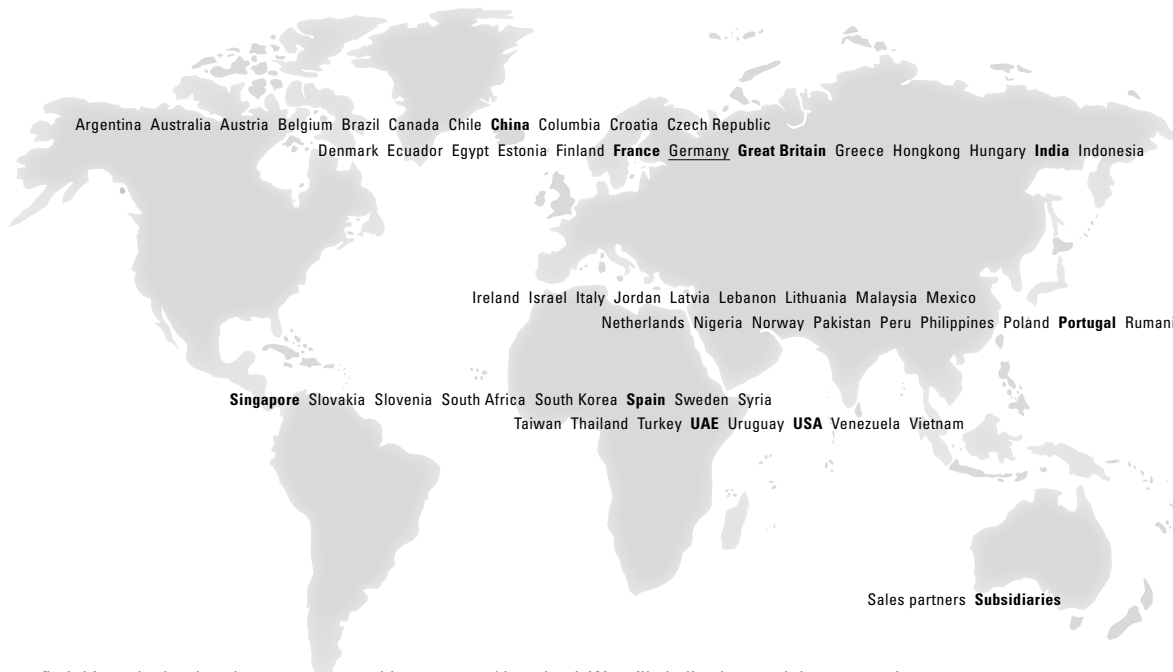 Argentina Australia Austria Belgium Brazil Canada Chile China Columbia Croatia Czech Republic
Denmark Ecuador Egypt Estonia Finland France Germany Great Britain Greece Hongkong Hungary India Indonesia
Ireland Israel Italy Jordan Latvia Lebanon Lithuania Malaysia Mexico
Netherlands Nigeria Norway Pakistan Peru Philippines Poland Portugal Rumani
Singapore Slovakia Slovenia South Africa South Korea Spain Sweden Syria
Taiwan Thailand Turkey UAE Uruguay USA Venezuela Vietnam
Sales partners Subsidiaries